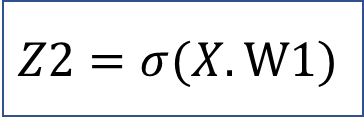 Z2 = σ(X. W1)